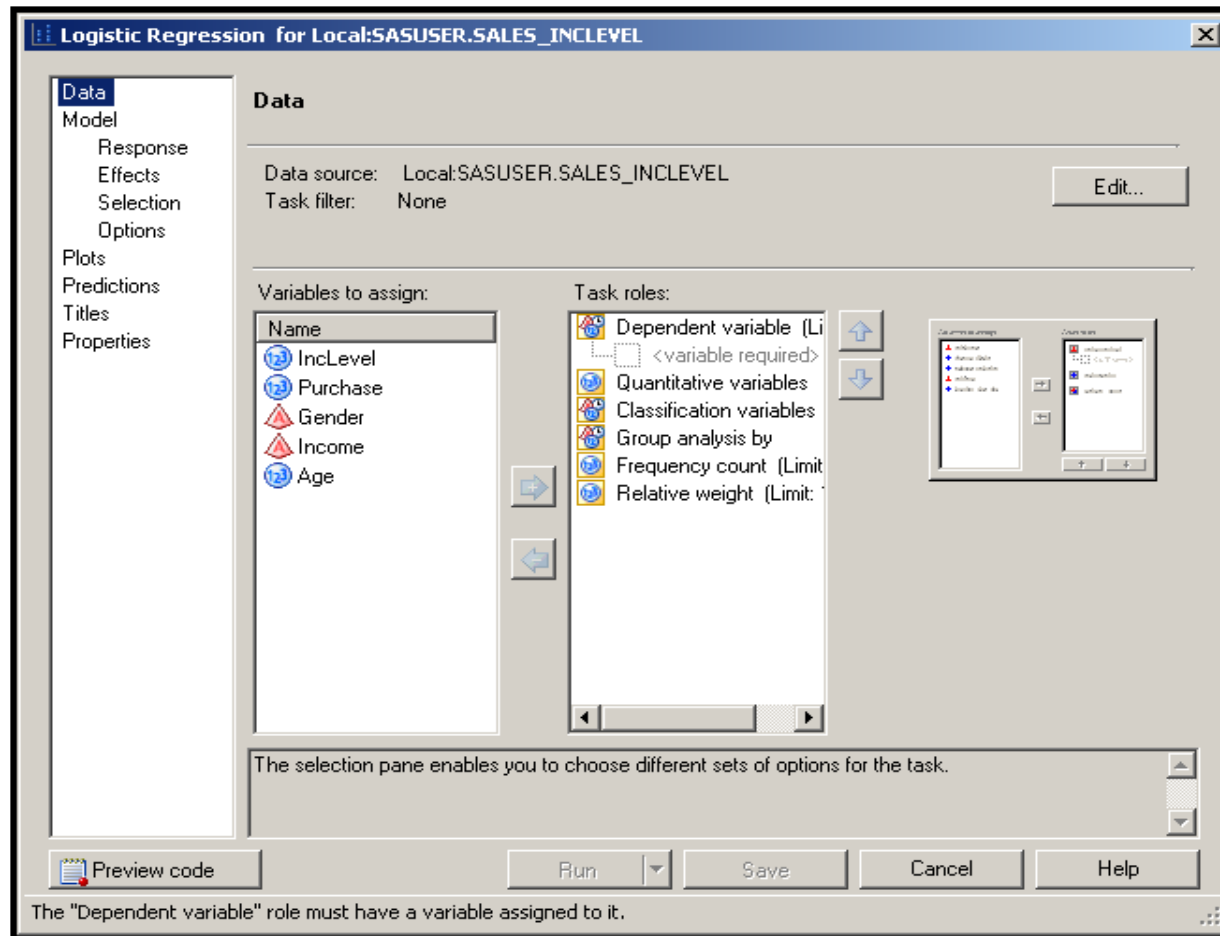 Logistic Regression for Local:SASUSER.SALES_INCLEVEL
Data
Model
Response
Effects
Selection
Options
Plots
Predictions
Titles
Properties
Data
Data source: Local:SASUSER.SALES_INCLEVEL
Task filter: None
Edit...
Variables to assign:
Name
IncLevel
Purchase
Gender
Income
Age
Task roles:
Dependent variable (Li
<variable required>
Quantitative variables
Classification variables
Group analysis by
Frequency count (Limit
Relative weight (Limit:
The selection pane enables you to choose different sets of options for the task.
Preview code
Run
Save
Cancel
Help
The "Dependent variable" role must have a variable assigned to it.